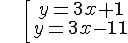 y = 3x + 1
y = 3x - 11